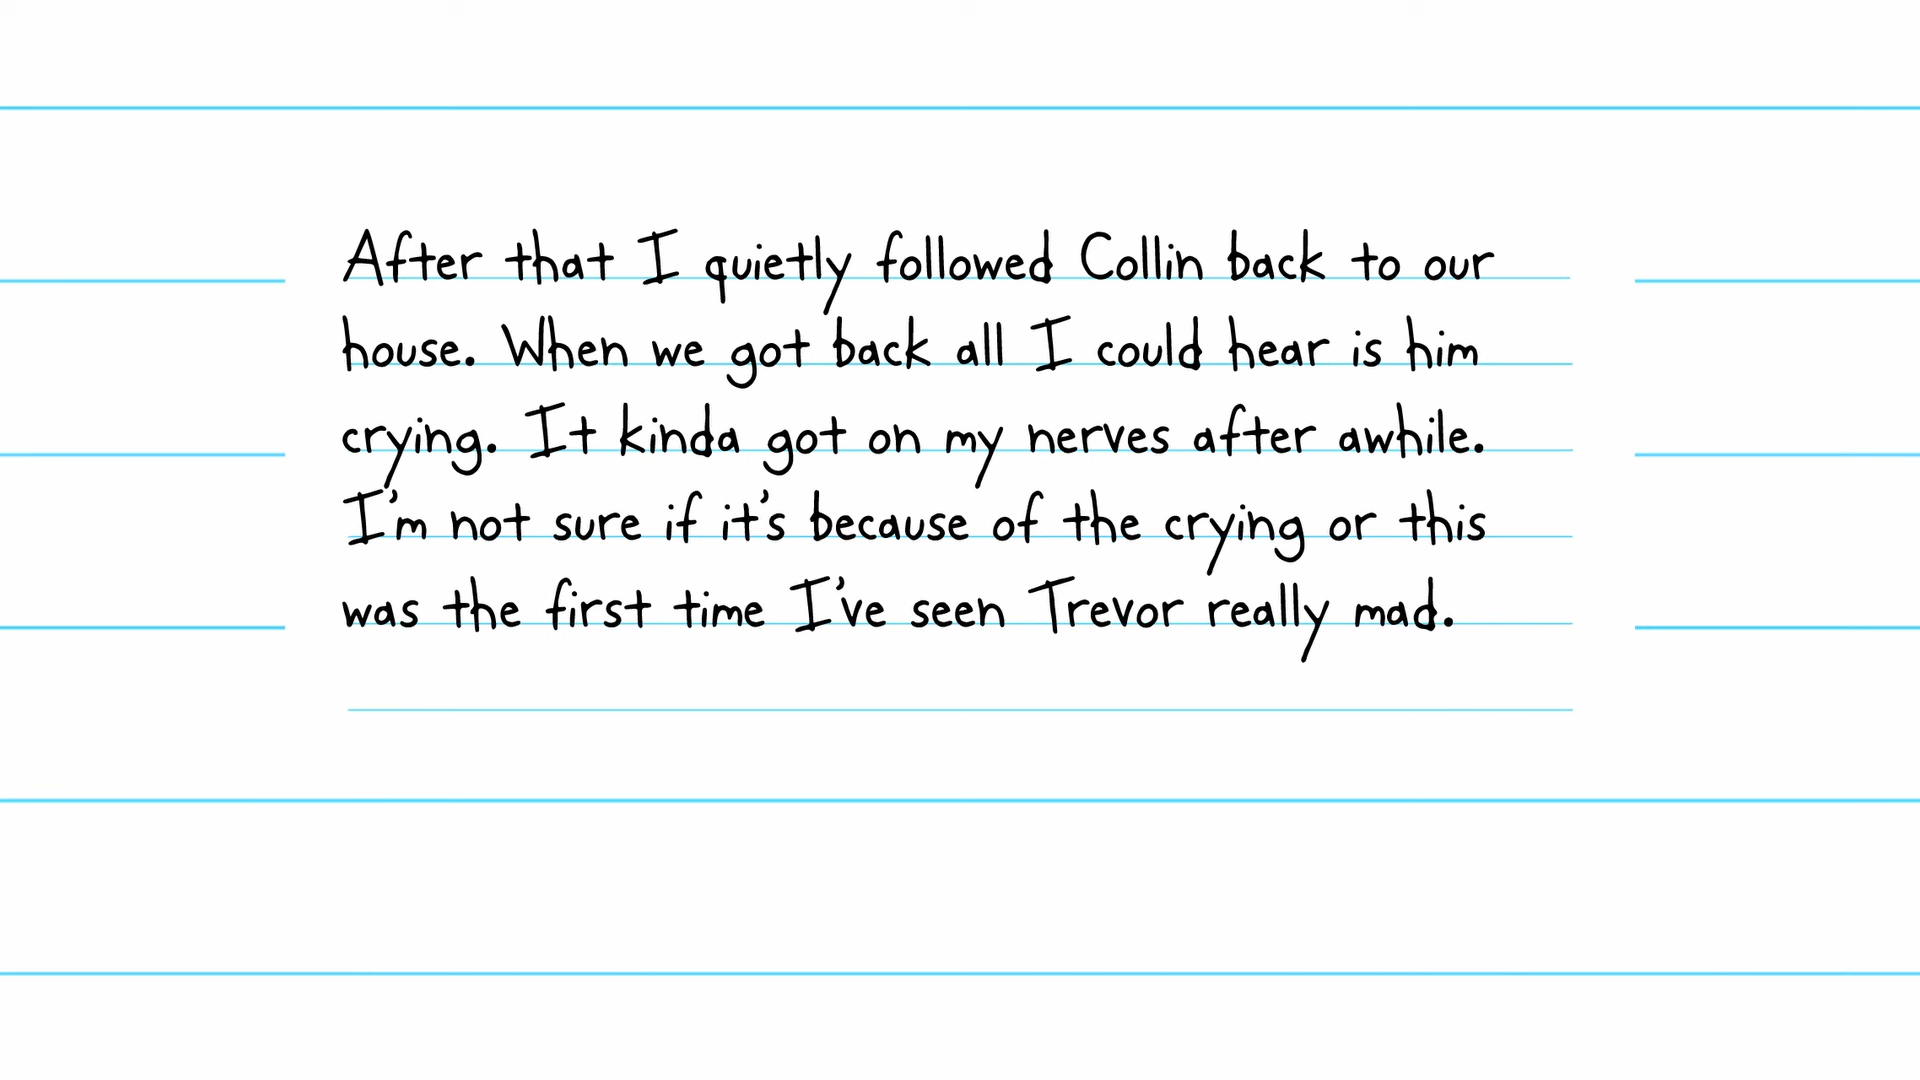 After that I quietly followed Collin back to our
house. When we got back all I could hear is him
crying. It kinda got on my nerves after awhile.
I'm not sure if it's because of the crying or this
was the first time I've seen Trevor really mad.